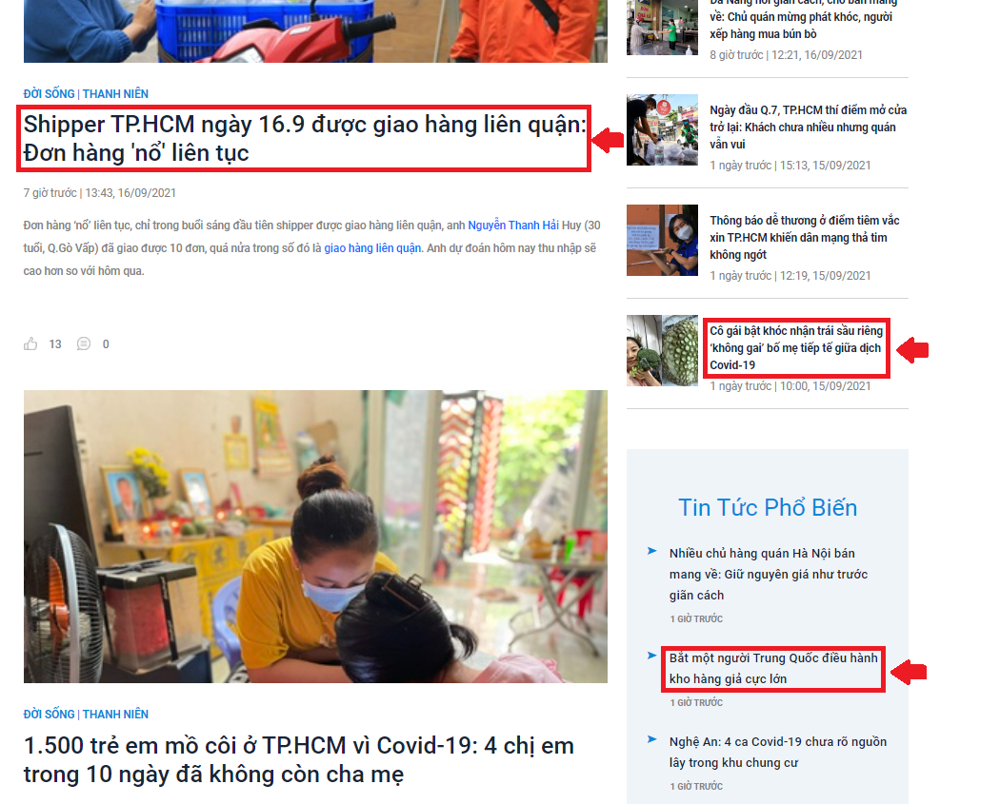 ĐỜI SỐNG | THANH NIÊN
Shipper TP.HCM ngày 16.9 được giao hàng liên quận:
Đơn hàng 'nổ' liên tục
7 giờ trước | 13:43, 16/09/2021
Đơn hàng ‘nổ’ liên tục, chỉ trong buổi sáng đầu tiên shipper được giao hàng liên quận, anh Nguyễn Thanh Hải Huy (30
tuổi, Q.Gò Vấp) đã giao được 10 đơn, quá nửa trong số đó là giao hàng liên quận. Anh dự đoán hôm nay thu nhập sẽ
cao hơn so với hôm qua.
13 0
ĐỜI SỐNG | THANH NIÊN
1.500 trẻ em mồ côi ở TP.HCM vì Covid-19: 4 chị em
trong 10 ngày đã không còn cha mẹ
Đà Nẵng nới giãn cách, cho bán mang
về: Chủ quán mừng phát khóc, người
xếp hàng mua bún bò
8 giờ trước | 12:21, 16/09/2021
Ngày đầu Q.7, TP.HCM thí điểm mở cửa
trở lại: Khách chưa nhiều nhưng quán
vẫn vui
1 ngày trước | 15:13, 15/09/2021
Thông báo dễ thương ở điểm tiêm vắc
xin TP.HCM khiến dân mạng thả tim
không ngớt
1 ngày trước | 12:19, 15/09/2021
Cô gái bật khóc nhận trái sầu riêng
‘không gai’ bố mẹ tiếp tế giữa dịch
Covid-19
1 ngày trước | 10:00, 15/09/2021
Tin Tức Phổ Biến
Nhiều chủ hàng quán Hà Nội bán
mang về: Giữ nguyên giá như trước
giãn cách
1 GIỜ TRƯỚC
Bắt một người Trung Quốc điều hành
kho hàng giả cực lớn
1 GIỜ TRƯỚC
Nghệ An: 4 ca Covid-19 chưa rõ nguồn
lây trong khu chung cư
1 GIỜ TRƯỚC